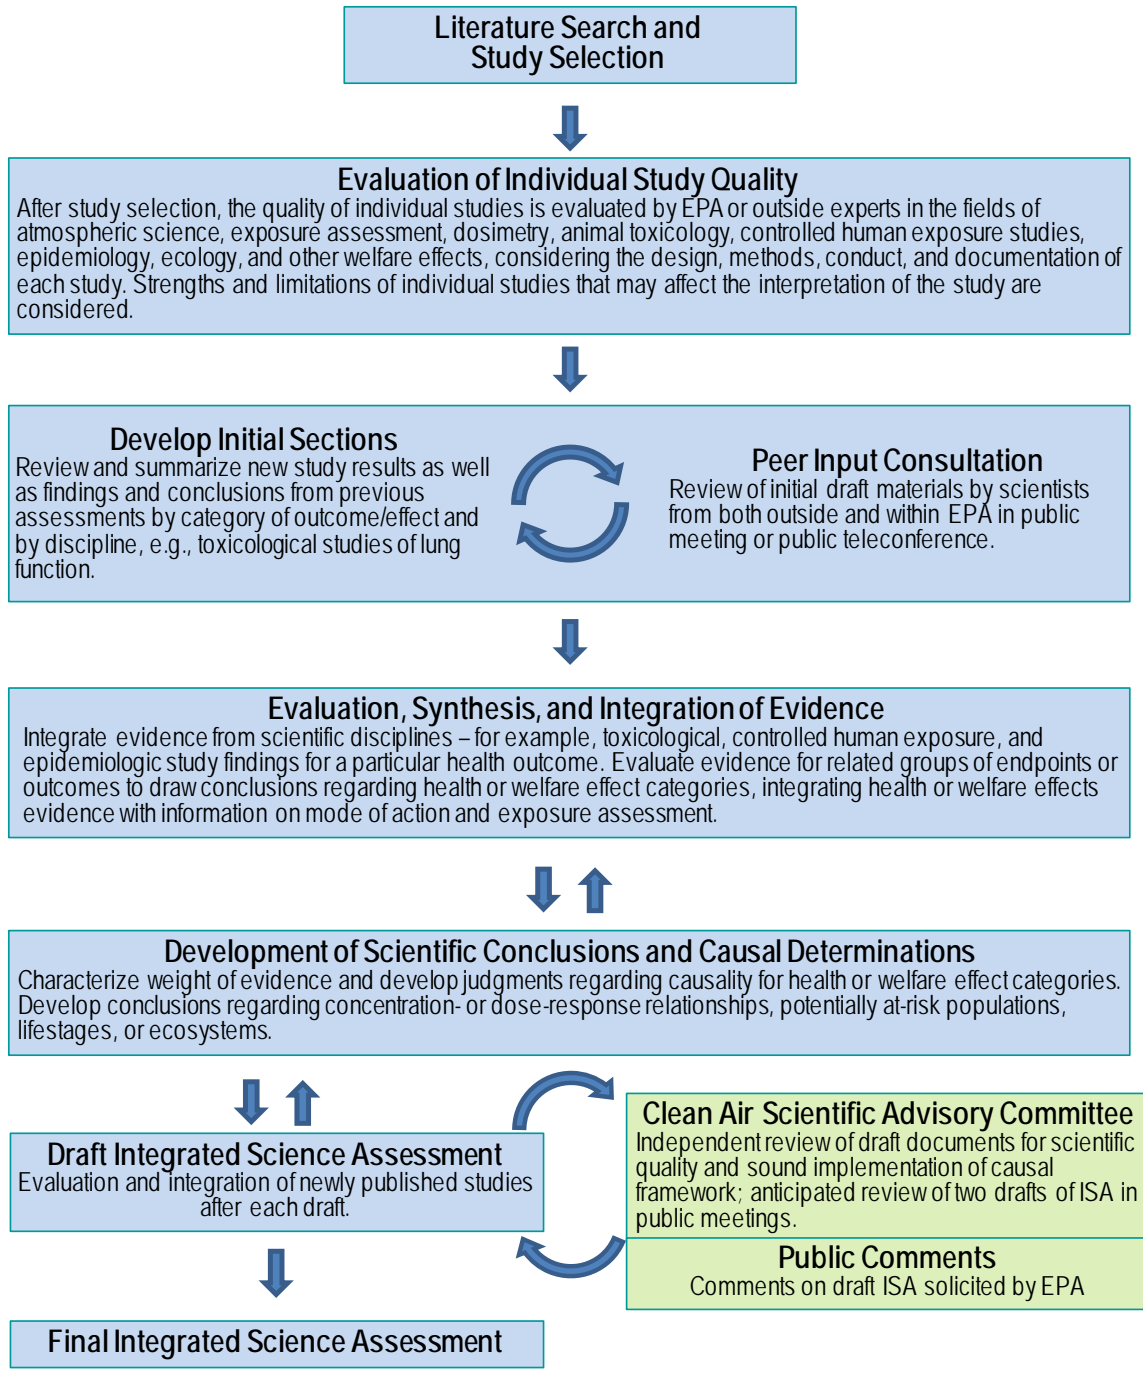 Literature Search and
Study Selection
Evaluation of Individual Study Quality
After study selection, the quality of individual studies is evaluated by EPA or outside experts in the fields of
atmospheric science, exposure assessment, dosimetry, animal toxicology, controlled human exposure studies,
epidemiology, ecology, and other welfare effects, considering the design, methods, conduct, and documentation of
each study. Strengths and limitations of individual studies that may affect the interpretation of the study are
considered.
Develop Initial Sections
Review and summarize new study results as well
as findings and conclusions from previous
assessments by category of outcome/effect and
by discipline, e.g., toxicological studies of lung
function.
Peer Input Consultation
Review of initial draft materials by scientists
from both outside and within EPA in public
meeting or public teleconference.
Evaluation, Synthesis, and Integration of Evidence
Integrate evidence from scientific disciplines – for example, toxicological, controlled human exposure, and
epidemiologic study findings for a particular health outcome. Evaluate evidence for related groups of endpoints or
outcomes to draw conclusions regarding health or welfare effect categories, integrating health or welfare effects
evidence with information on mode of action and exposure assessment.
Development of Scientific Conclusions and Causal Determinations
Characterize weight of evidence and develop judgments regarding causality for health or welfare effect categories.
Develop conclusions regarding concentration- or dose-response relationships, potentially at-risk populations,
lifestages, or ecosystems.
Draft Integrated Science Assessment
Evaluation and integration of newly published studies
after each draft.
Clean Air Scientific Advisory Committee
Independent review of draft documents for scientific
quality and sound implementation of causal
framework; anticipated review of two drafts of ISA in
public meetings.
Public Comments
Comments on draft ISA solicited by EPA
Final Integrated Science Assessment